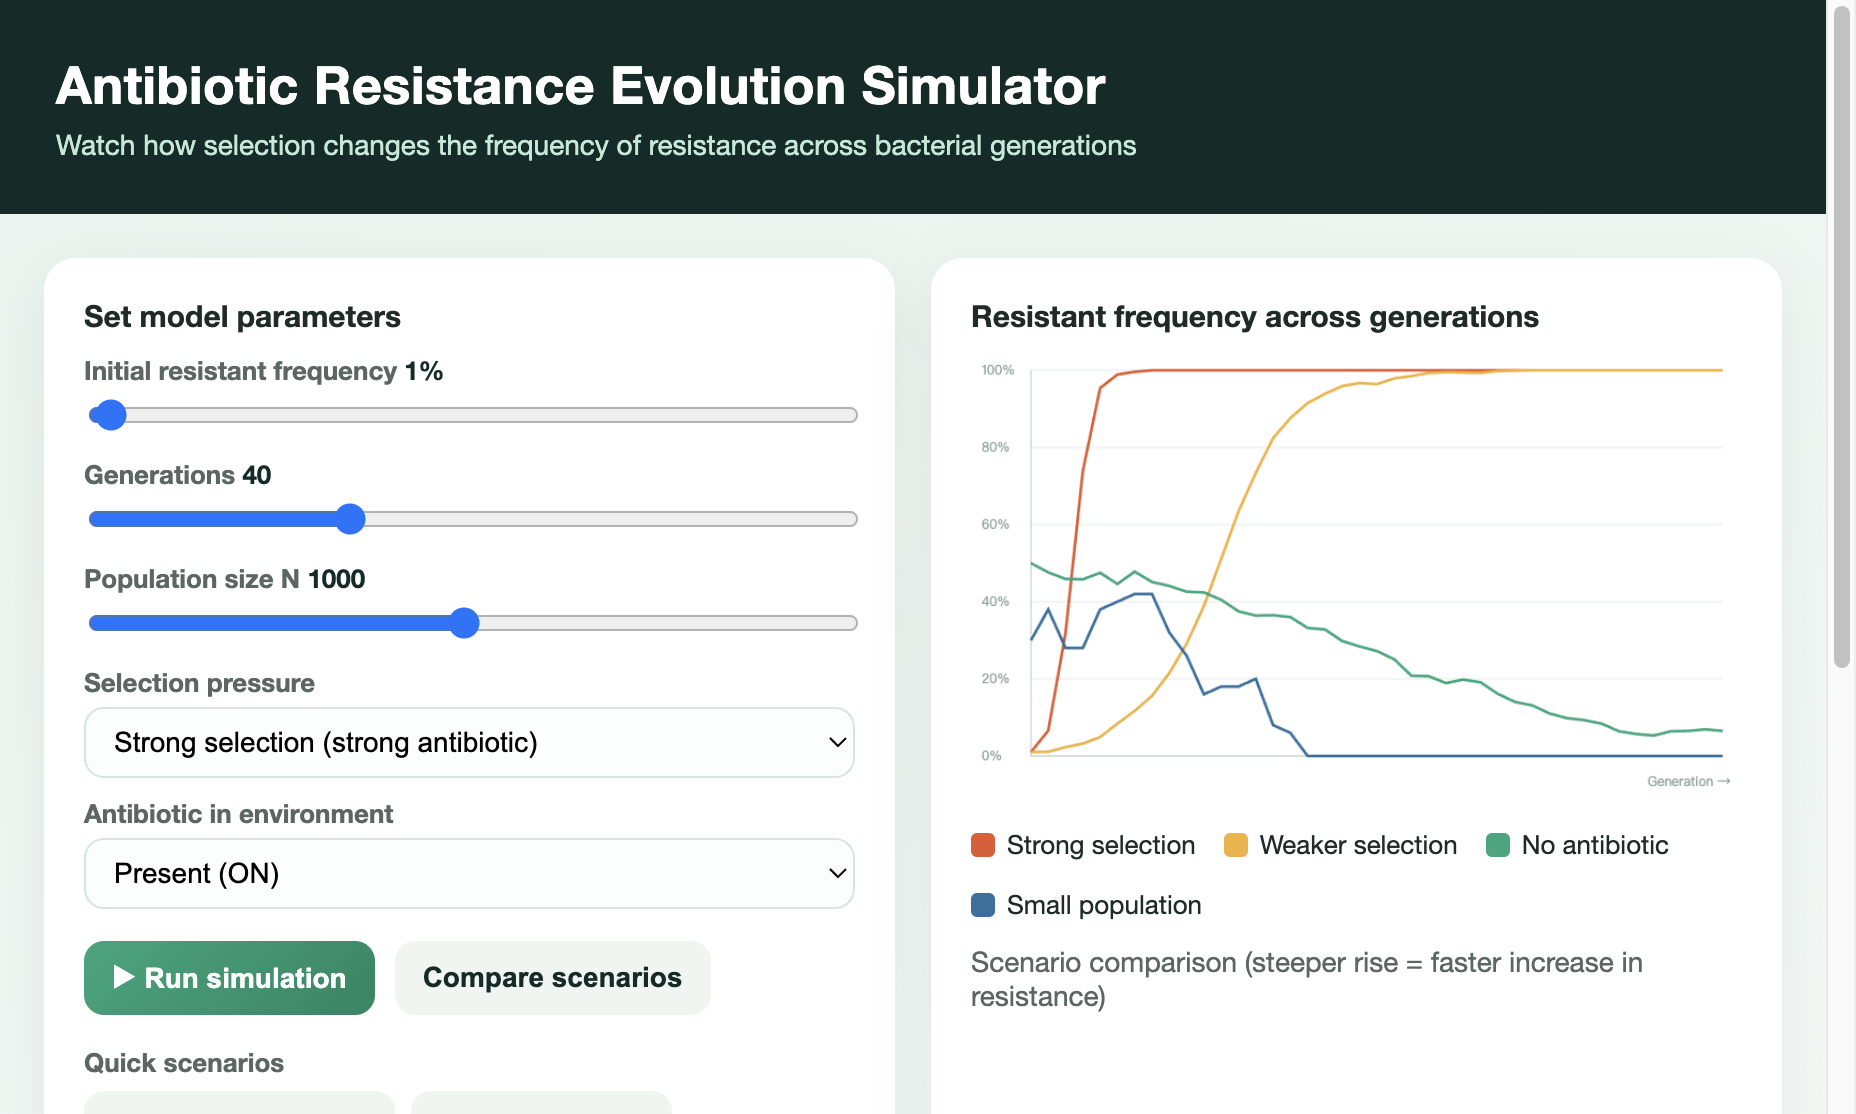 Antibiotic Resistance Evolution Simulator
Watch how selection changes the frequency of resistance across bacterial generations
Set model parameters
Initial resistant frequency 1%
Generations 40
Population size N 1000
Selection pressure
Strong selection (strong antibiotic)
Antibiotic in environment
Present (ON)
▶ Run simulation
Compare scenarios
Quick scenarios
Resistant frequency across generations
100%
80%
60%
40%
20%
0%
Generation →
Strong selection
Weaker selection
No antibiotic
Small population
Scenario comparison (steeper rise = faster increase in
resistance)